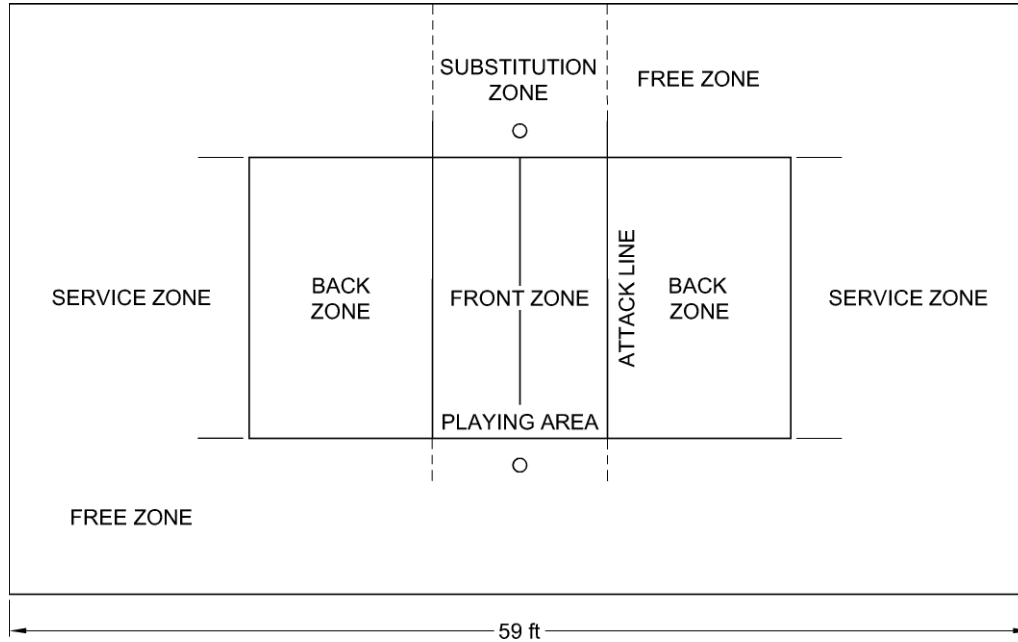 SUBSTITUTION
ZONE
FREE ZONE
SERVICE ZONE
BACK
ZONE
FRONT ZONE
ATTACK LINE
BACK
ZONE
SERVICE ZONE
PLAYING AREA
FREE ZONE
59 ft